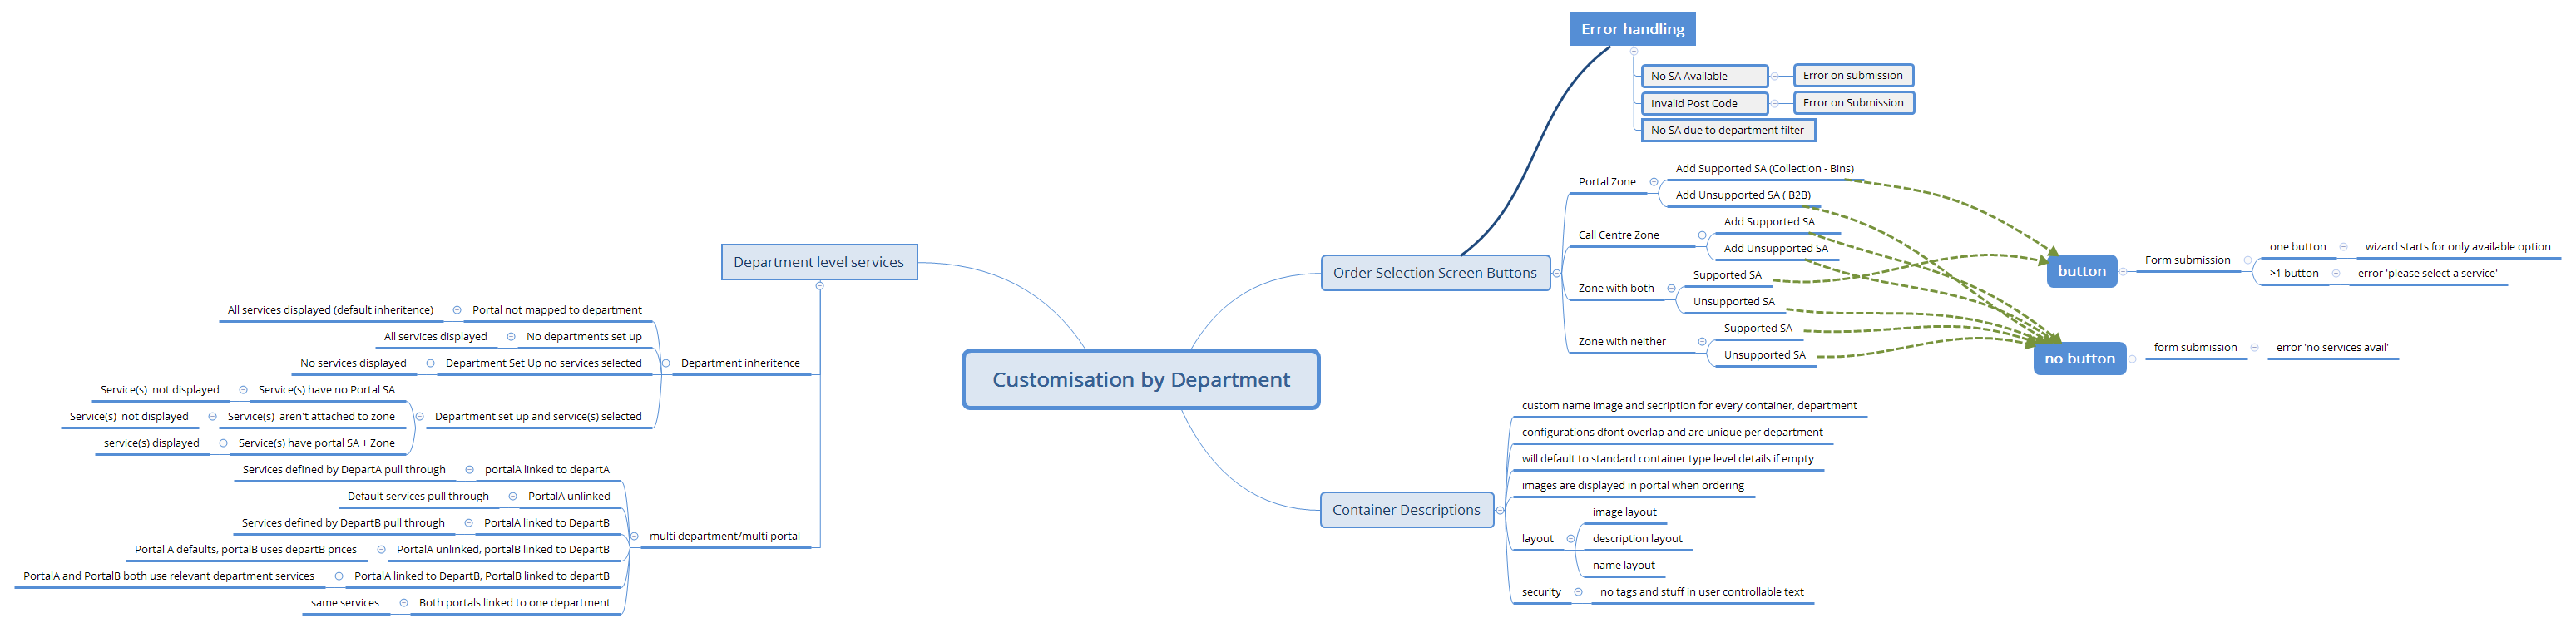 Error handling
No SA Available
Error on submission
Invalid Post Code
Error on Submission
No SA due to department filter
Order Selection Screen Buttons
Portal Zone
Add Supported SA (Collection - Bins)
Add Unsupported SA ( B2B)
Call Centre Zone
Add Supported SA
Add Unsupported SA
Zone with both
Supported SA
Unsupported SA
Zone with neither
Supported SA
Unsupported SA
button
Form submission
one button
wizard starts for only available option
>1 button
error 'please select a service'
no button
form submission
error 'no services avail'
Department level services
Department inheritence
Portal not mapped to department
All services displayed (default inheritence)
No departments set up
All services displayed
Department Set Up no services selected
No services displayed
Department set up and service(s) selected
Service(s) have no Portal SA
Service(s)  not displayed
Service(s)  aren't attached to zone
Service(s)  not displayed
Service(s) have portal SA + Zone
service(s) displayed
multi department/multi portal
portalA linked to departA
Services defined by DepartA pull through
PortalA unlinked
Default services pull through
PortalA linked to DepartB
Services defined by DepartB pull through
PortalA unlinked, portalB linked to DepartB
Portal A defaults, portalB uses departB prices
PortalA linked to DepartB, PortalB linked to departB
PortalA and PortalB both use relevant department services
Both portals linked to one department
same services
Customisation by Department
Container Descriptions
custom name image and secription for every container, department
configurations dfont overlap and are unique per department
will default to standard container type level details if empty
images are displayed in portal when ordering
layout
image layout
description layout
name layout
security
no tags and stuff in user controllable text